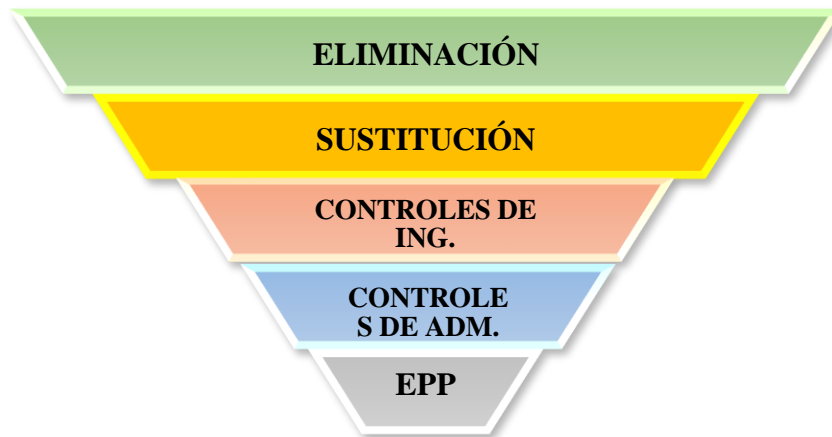 ELIMINACIÓN
SUSTITUCIÓN
CONTROLES DE
ING.
CONTROLE
S DE ADM.
EPP